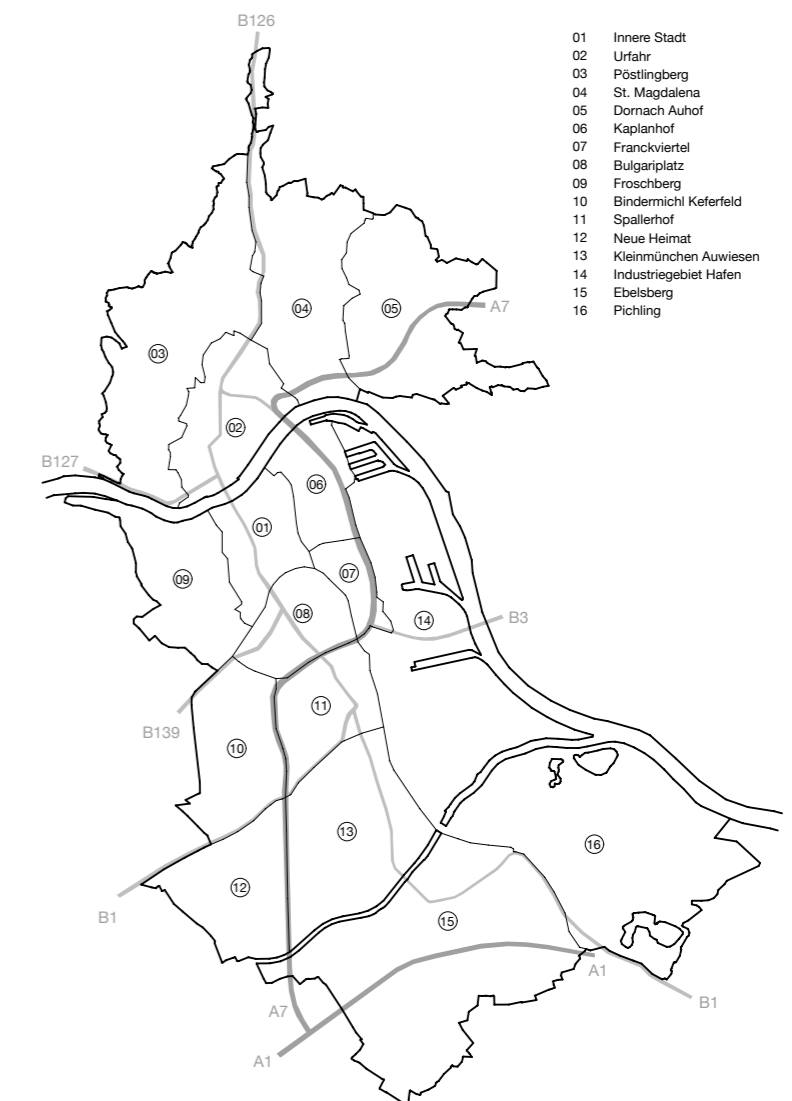 B126
01 Innere Stadt
02 Urfahr
03 Pöstlingberg
04 St. Magdalena
05 Dornach Auhof
06 Kaplanhof
07 Franckviertel
08 Bulgariplatz
09 Froschberg
10 Bindermichl Keferfeld
11 Spallerhof
12 Neue Heimat
13 Kleinmünchen Auwiesen
14 Industriegebiet Hafen
15 Ebelsberg
16 Pichling
04
05
A7
03
02
B127
06
01
07
09
08
14
B3
11
B139
10
13
16
12
B1
15
A1
B1
A7
A1